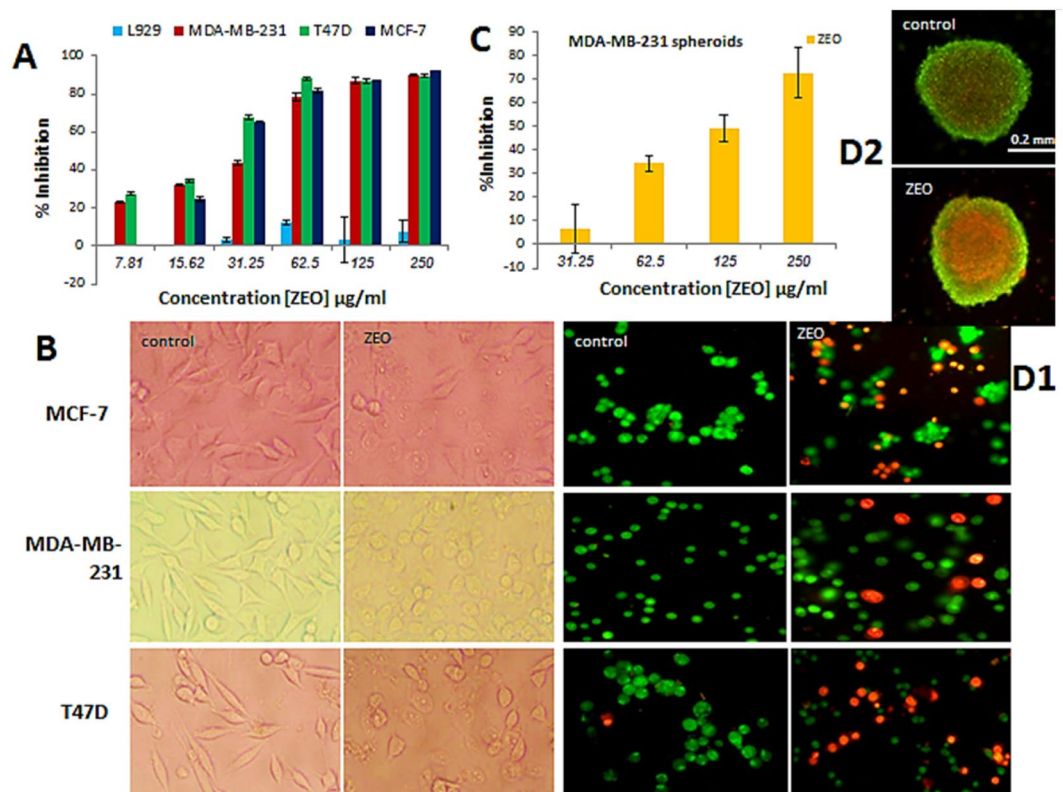 A
L929 MDA-MB-231 T47D MCF-7
100
80
60
40
20
0
-20
% Inhibition
7.81 15.62 31.25 62.5 125 250
Concentration [ZEO] µg/ml
C
MDA-MB-231 spheroids
ZEO
90
80
70
60
50
40
30
20
10
0
-10
%Inhibition
31.25 62.5 125 250
Concentration [ZEO] µg/ml
D2
control
0.2 mm
ZEO
B
control
ZEO
control
ZEO
D1
MCF-7
MDA-MB-
231
T47D